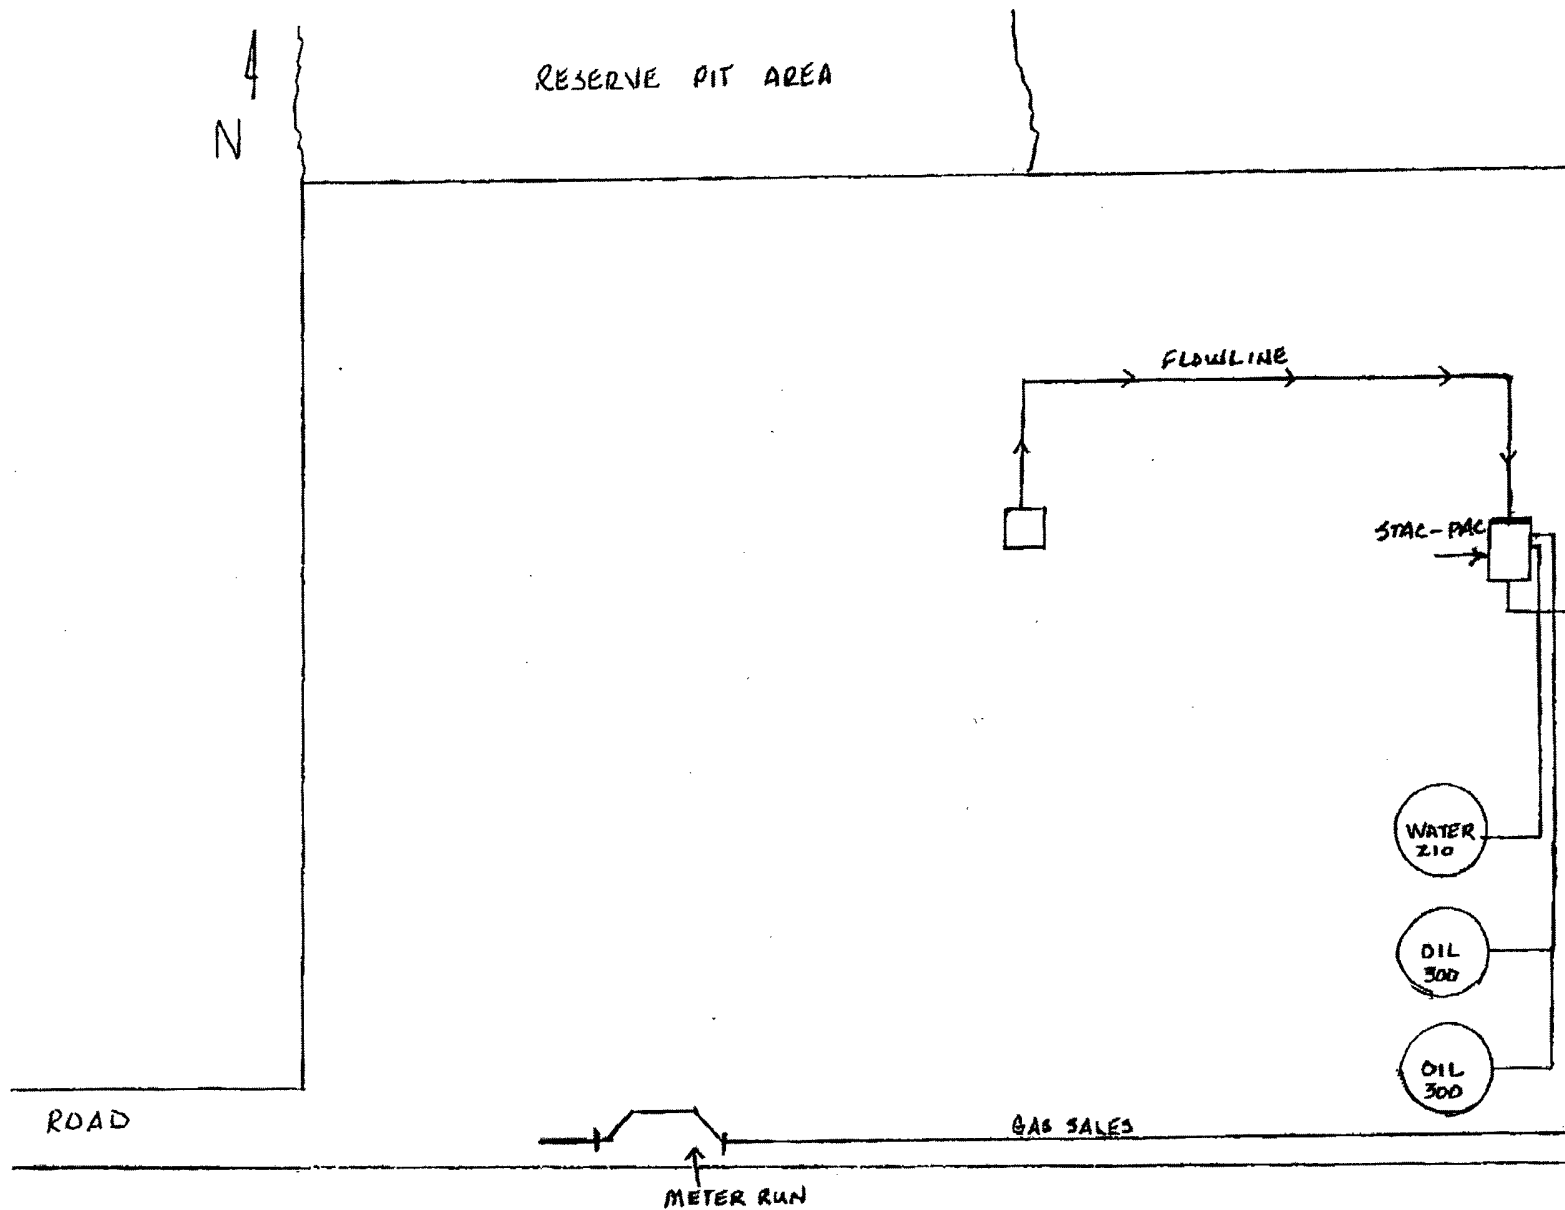 RESERVE PIT AREA
N
FLOWLINE
STAC-PAC
WATER
210
OIL
300
OIL
300
ROAD
GAS SALES
METER RUN